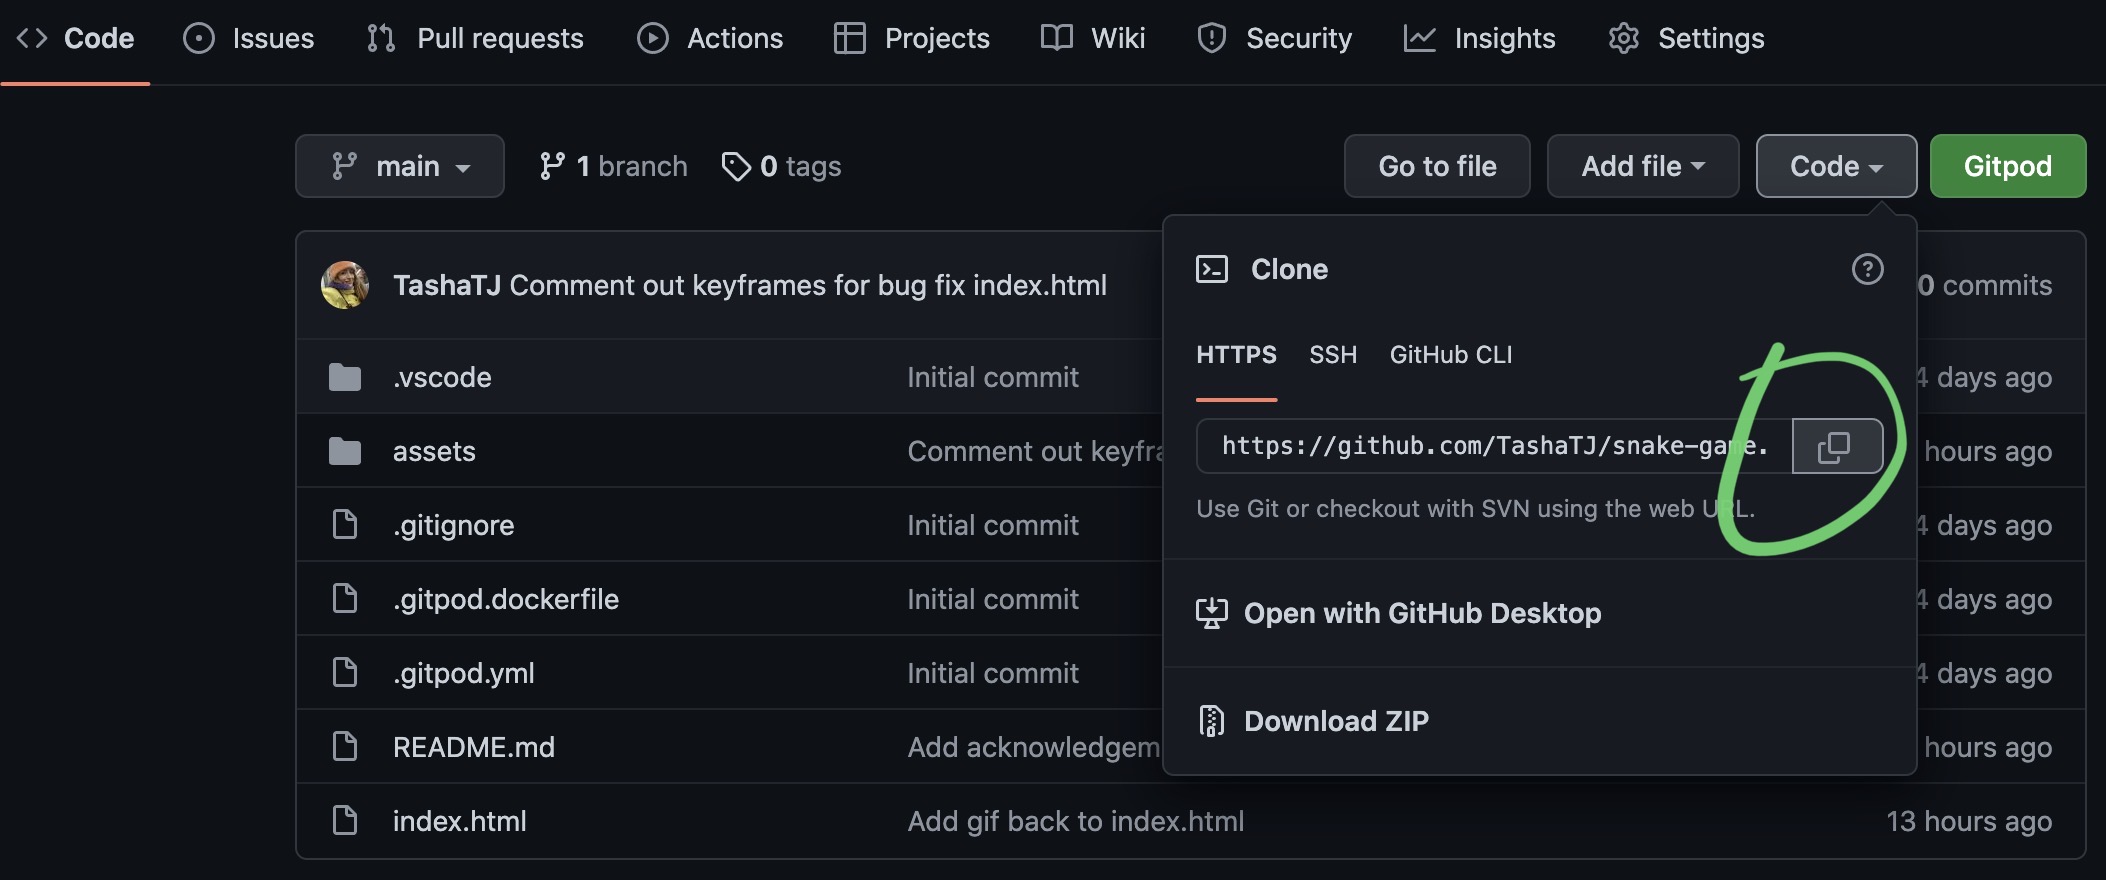 Code Issues Pull requests Actions Projects Wiki Security Insights Settings
main 1 branch 0 tags Go to file Add file Code Gitpod
TashaTJ Comment out keyframes for bug fix index.html 0 commits
Clone
HTTPS SSH GitHub CLI
https://github.com/TashaTJ/snake-game.
Use Git or checkout with SVN using the web URL.
Open with GitHub Desktop
Download ZIP
.vscode Initial commit 4 days ago
assets Comment out keyfra hours ago
.gitignore Initial commit 4 days ago
.gitpod.dockerfile Initial commit 4 days ago
.gitpod.yml Initial commit 4 days ago
README.md Add acknowledgem hours ago
index.html Add gif back to index.html 13 hours ago